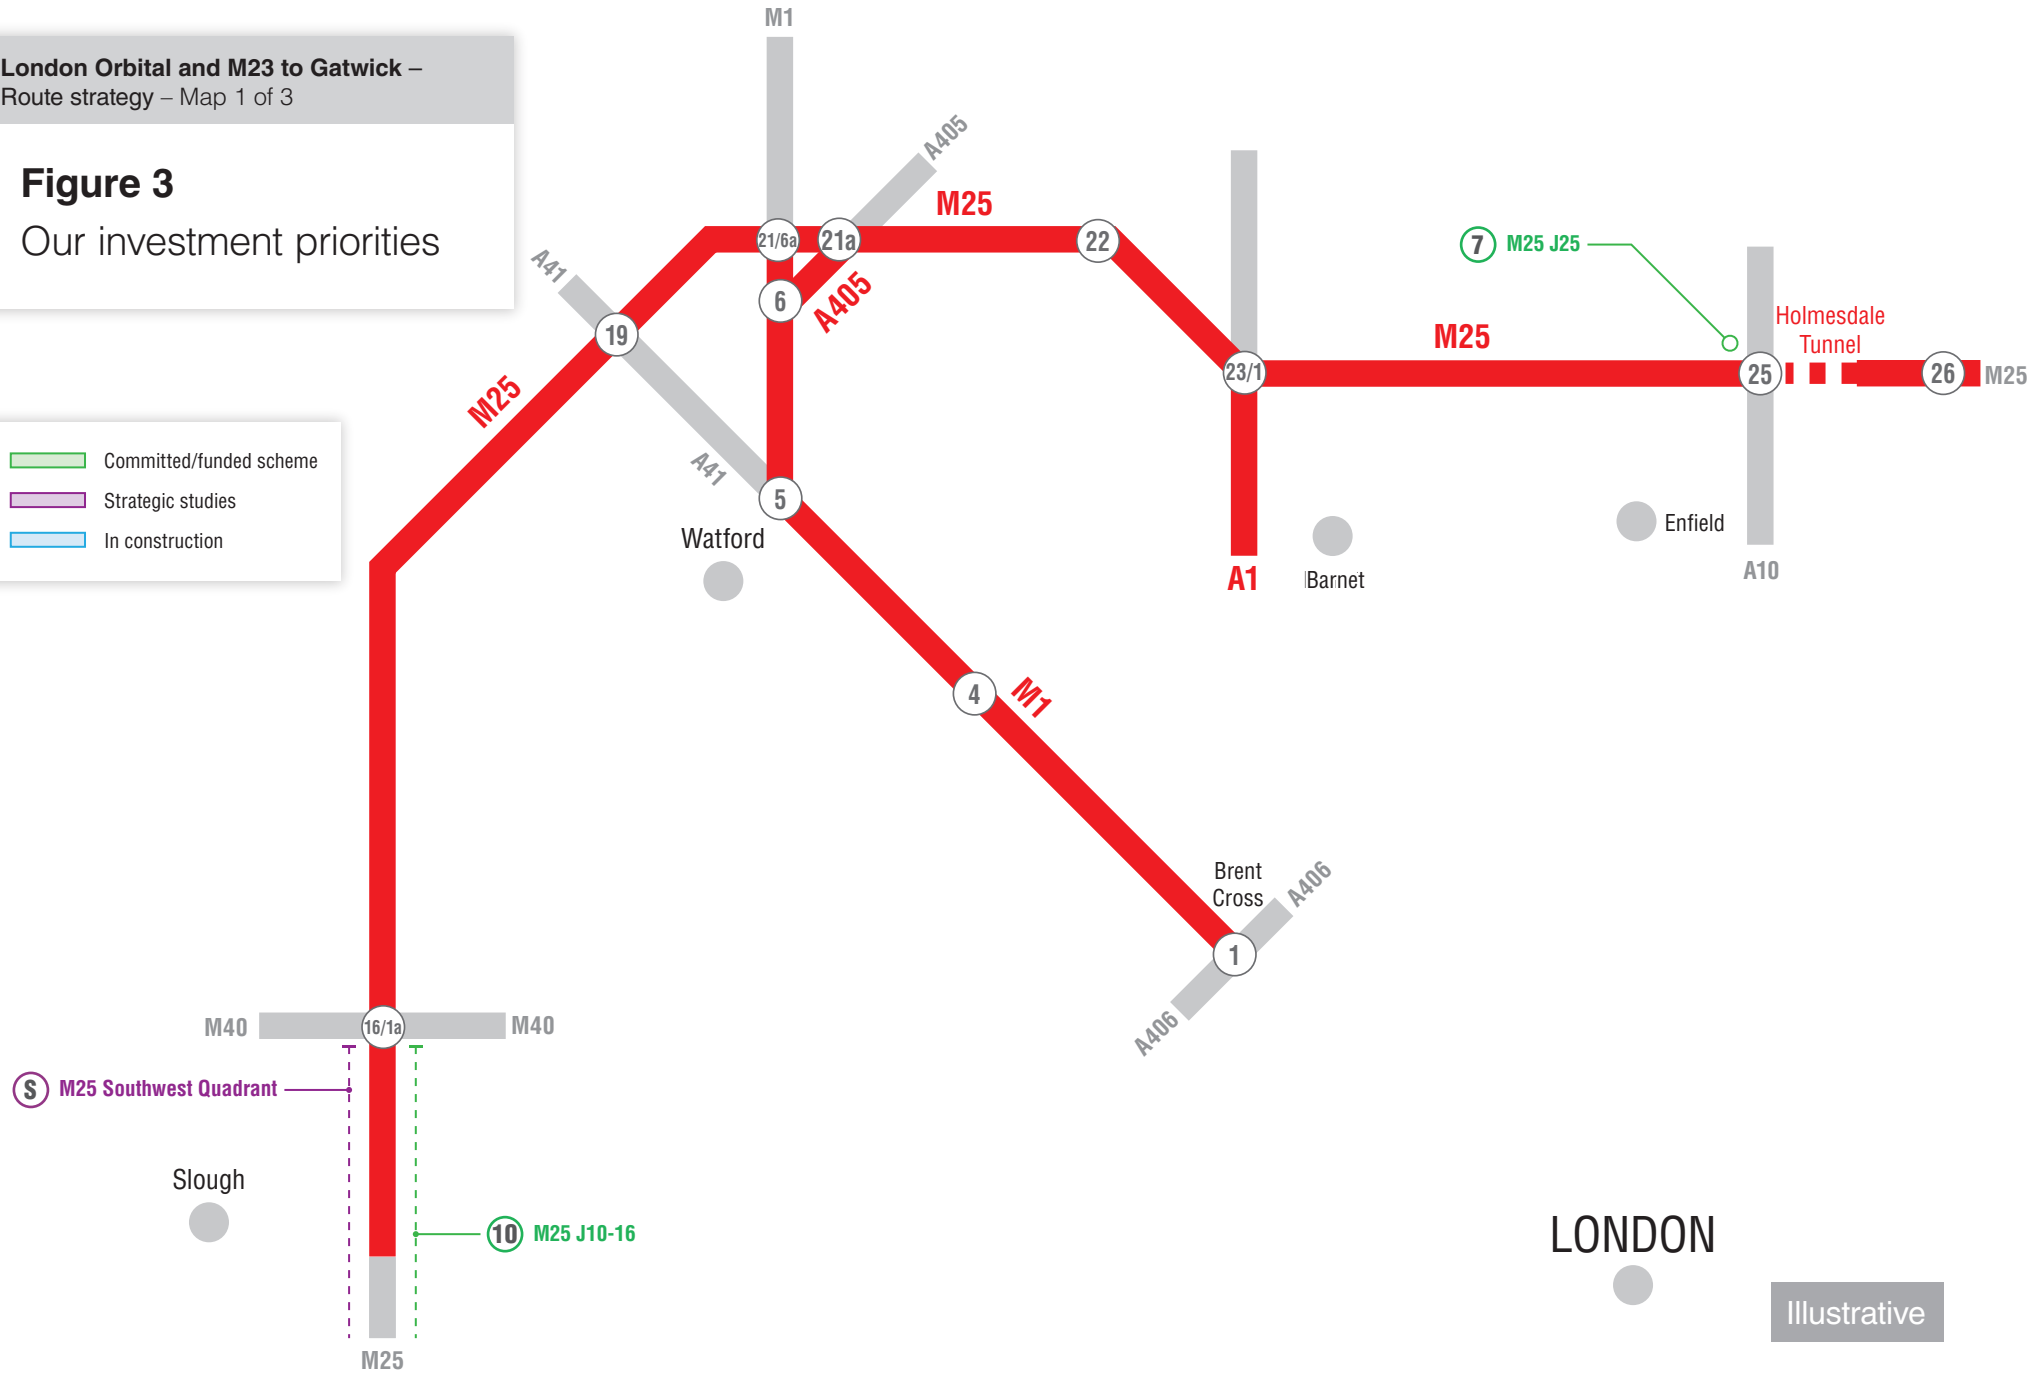 London Orbital and M23 to Gatwick –
Route strategy – Map 1 of 3
Figure 3
Our investment priorities
Committed/funded scheme
Strategic studies
In construction
M1
A405
M25
21/6a
21a
22
A41
6
A405
19
7
M25 J25
Holmesdale
Tunnel
M25
23/1
25
26
M25
M25
A41
5
Watford
Enfield
A10
A1
Barnet
4
M1
Brent
Cross
A406
1
A406
M40
16/1a
M40
S
M25 Southwest Quadrant
Slough
10
M25 J10-16
M25
LONDON
Illustrative